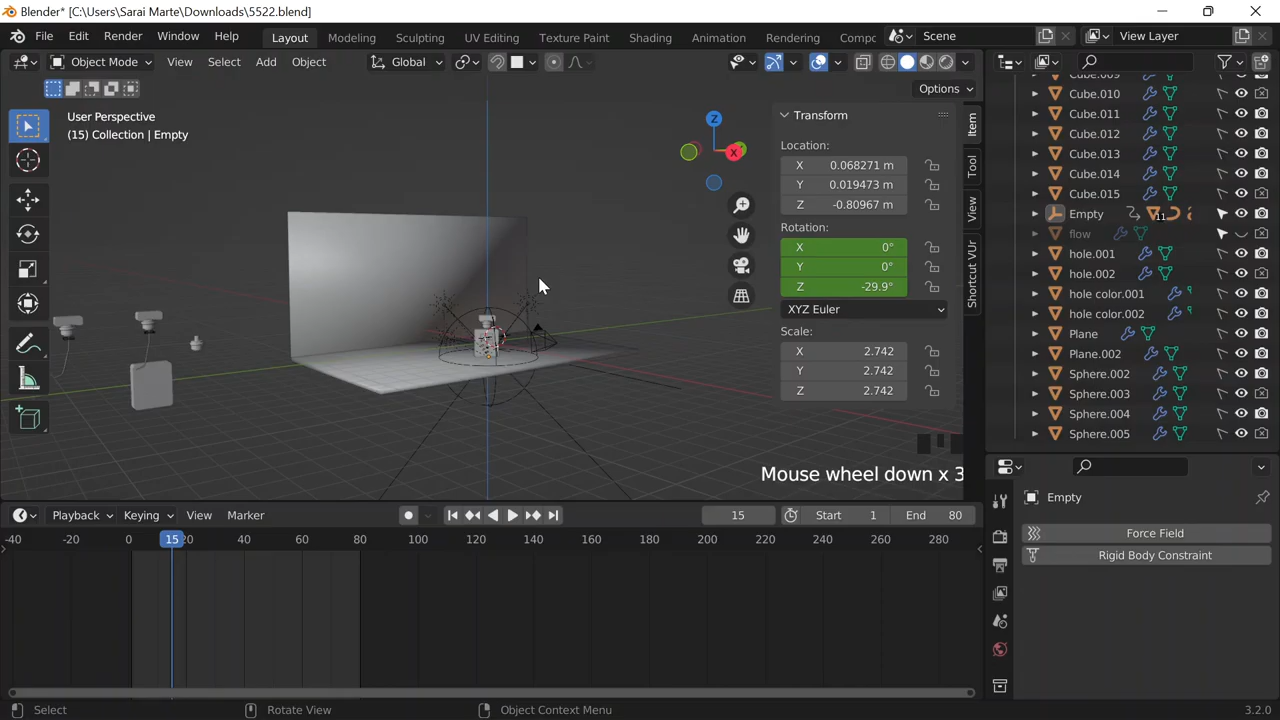 Blender* [C:\Users\Sarai Marte\Downloads\5522.blend]
File Edit Render Window Help Layout Modeling Sculpting UV Editing Texture Paint Shading Animation Rendering Compc Scene View Layer
Object Mode View Select Add Object Global
Options
User Perspective
(15) Collection | Empty
Z
X
Transform
Location:
X 0.068271 m
Y 0.019473 m
Z -0.80967 m
Rotation:
X 0°
Y 0°
Z -29.9°
XYZ Euler
Scale:
X 2.742
Y 2.742
Z 2.742
Item
Tool
View
Shortcut VUr
Cube.009
Cube.010
Cube.011
Cube.012
Cube.013
Cube.014
Cube.015
Empty 11
flow
hole.001
hole.002
hole color.001
hole color.002
Plane
Plane.002
Sphere.002
Sphere.003
Sphere.004
Sphere.005
Mouse wheel down x 3
Empty
Force Field
Rigid Body Constraint
Playback Keying View Marker 15 Start 1 End 80
-40 -20 0 15 20 40 60 80 100 120 140 160 180 200 220 240 260 280
Select Rotate View Object Context Menu 3.2.0